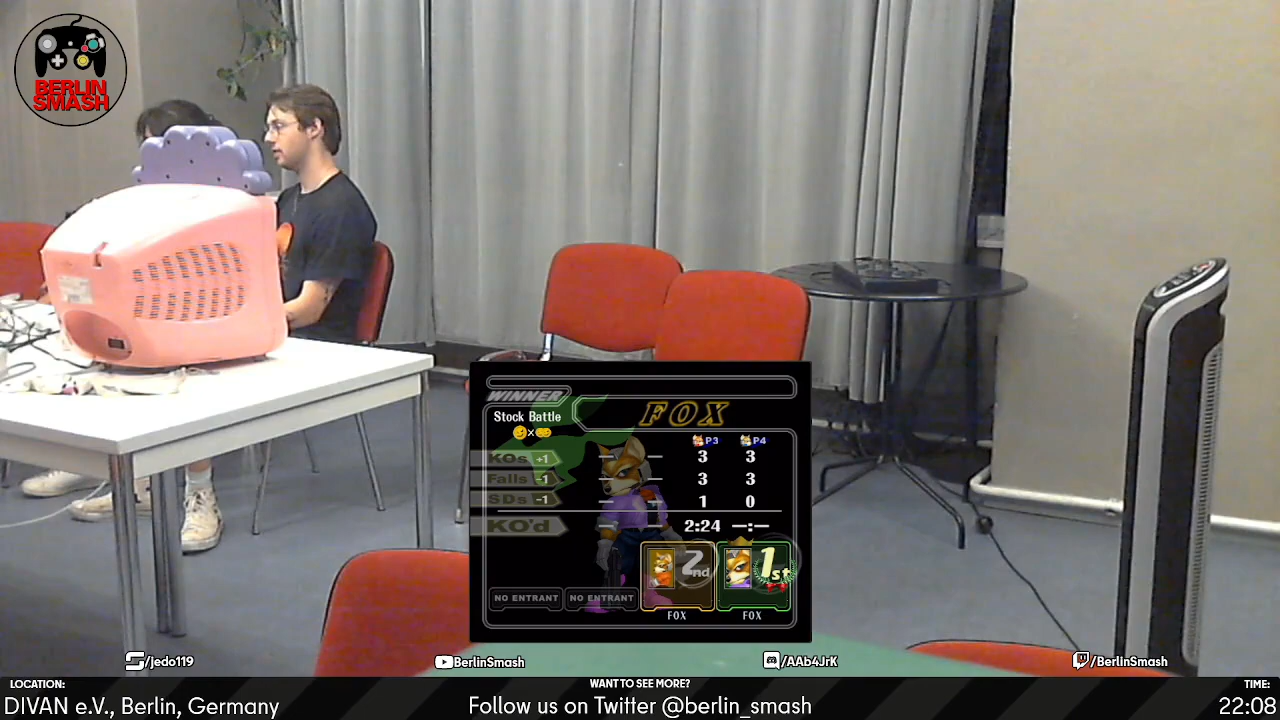 BERLIN
SMASH
WINNER
FOX
Stock Battle
x
P3 P4
KOs +1 — — 3 3
Falls -1 — — 3 3
SDs -1 — — 1 0
KO'd — — 2:24 —:—
2nd 1st
NO ENTRANT NO ENTRANT
FOX FOX
/jedo119
BerlinSmash
/AAb4JrK
/BerlinSmash
LOCATION:
DIVAN e.V., Berlin, Germany
WANT TO SEE MORE?
Follow us on Twitter @berlin_smash
TIME:
22:08